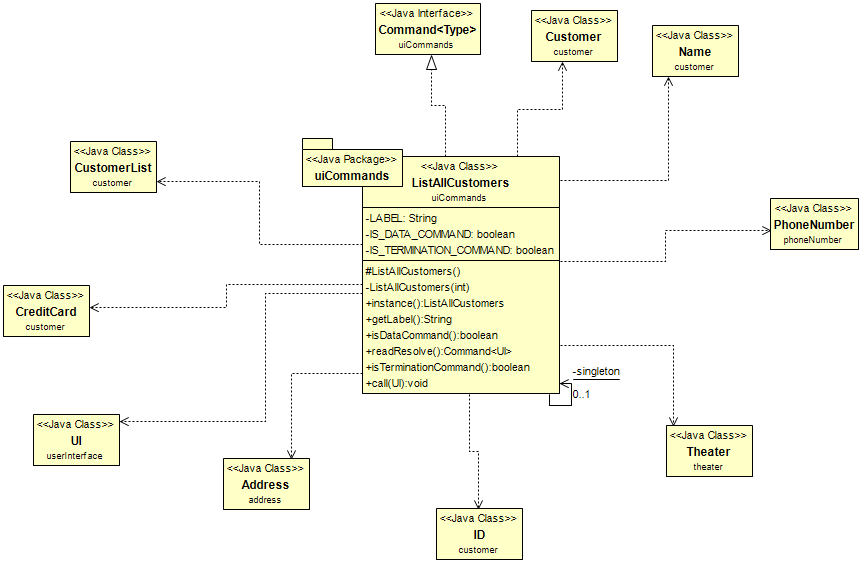 <<Java Interface>>
Command<Type>
uiCommands
<<Java Class>>
Customer
customer
<<Java Class>>
Name
customer
<<Java Class>>
CustomerList
customer
<<Java Package>>
uiCommands
<<Java Class>>
ListAllCustomers
uiCommands
-LABEL: String
-IS_DATA_COMMAND: boolean
-IS_TERMINATION_COMMAND: boolean
#ListAllCustomers()
-ListAllCustomers(int)
+instance():ListAllCustomers
+getLabel():String
+isDataCommand():boolean
+readResolve():Command<UI>
+isTerminationCommand():boolean
+call(UI):void
<<Java Class>>
PhoneNumber
phoneNumber
<<Java Class>>
CreditCard
customer
-singleton
0..1
<<Java Class>>
UI
userInterface
<<Java Class>>
Theater
theater
<<Java Class>>
Address
address
<<Java Class>>
ID
customer